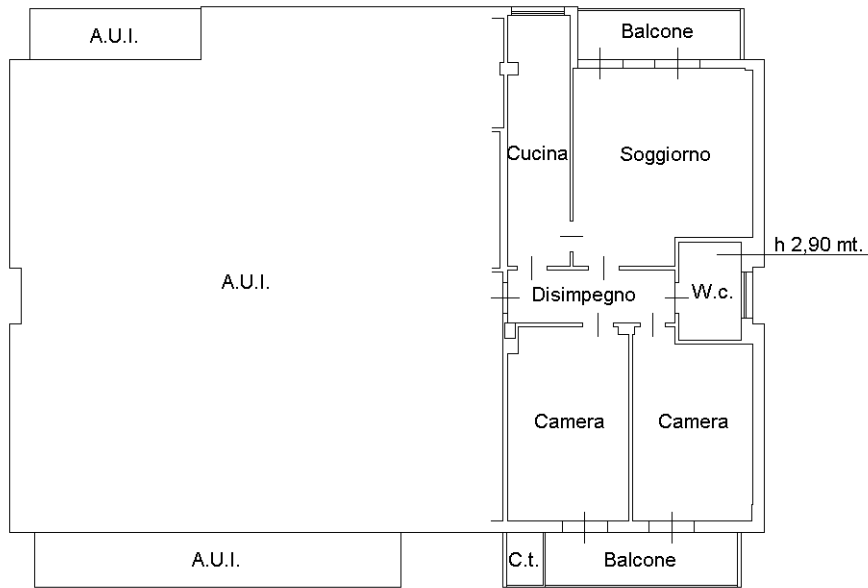 A.U.I.
Balcone
Cucina
Soggiorno
h 2,90 mt.
A.U.I.
Disimpegno
W.c.
Camera
Camera
A.U.I.
C.t.
Balcone